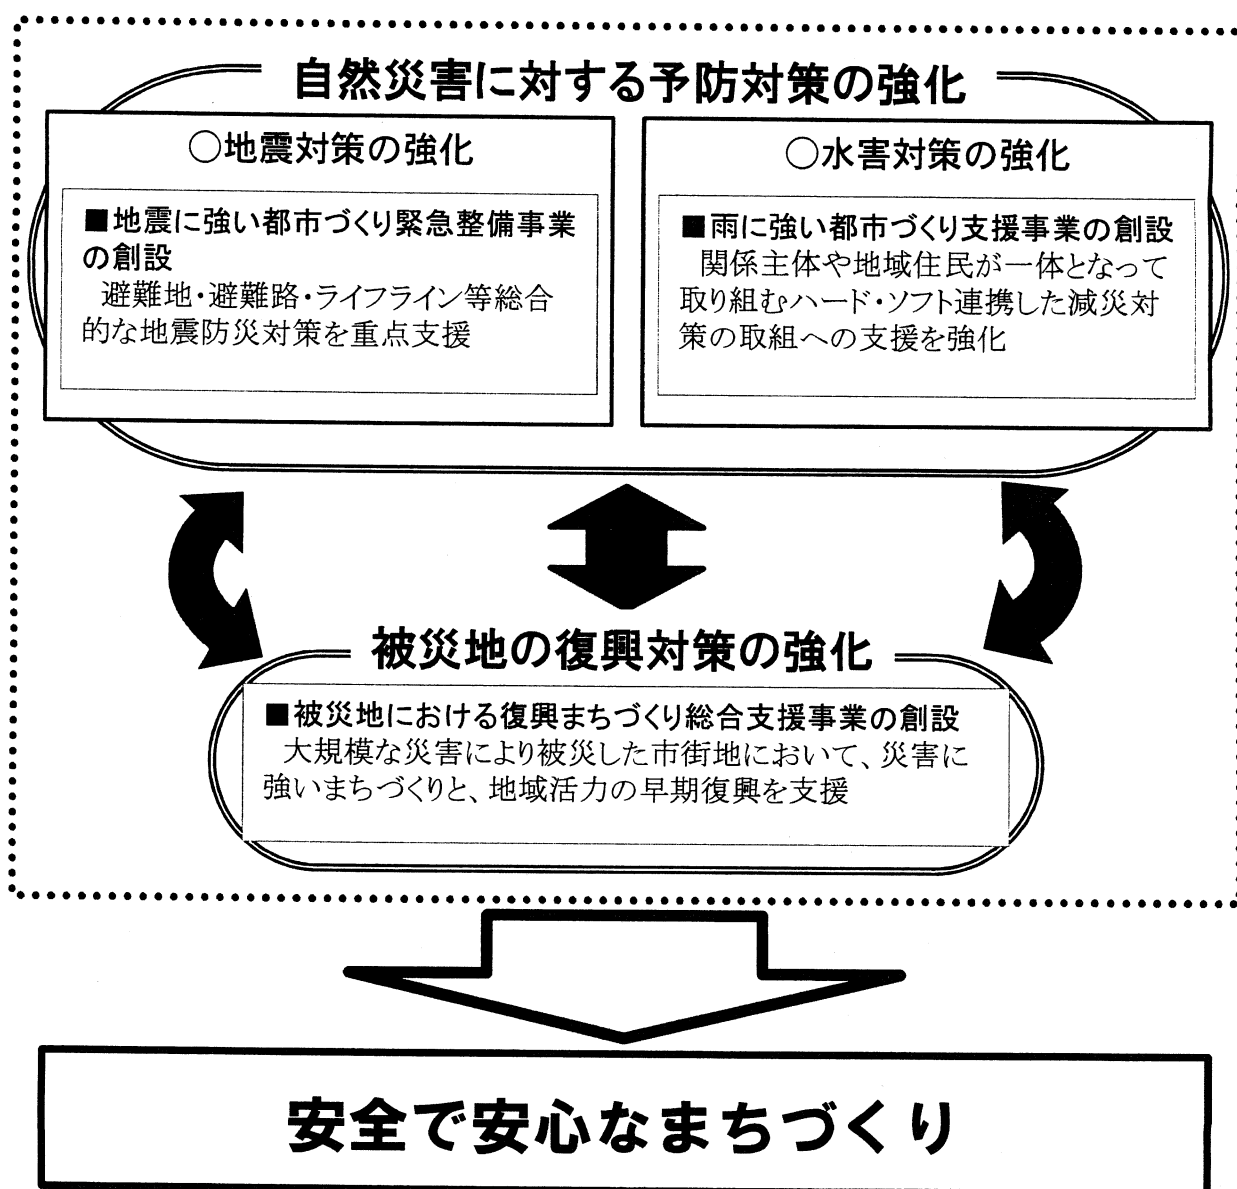 自然災害に対する予防対策の強化
○地震対策の強化
■地震に強い都市づくり緊急整備事業
の創設
避難地・避難路・ライフライン等総合
的な地震防災対策を重点支援
○水害対策の強化
■雨に強い都市づくり支援事業の創設
関係主体や地域住民が一体となって
取り組むハード・ソフト連携した減災対
策の取組への支援を強化
被災地の復興対策の強化
■被災地における復興まちづくり総合支援事業の創設
大規模な災害により被災した市街地において、災害に
強いまちづくりと、地域活力の早期復興を支援
安全で安心なまちづくり